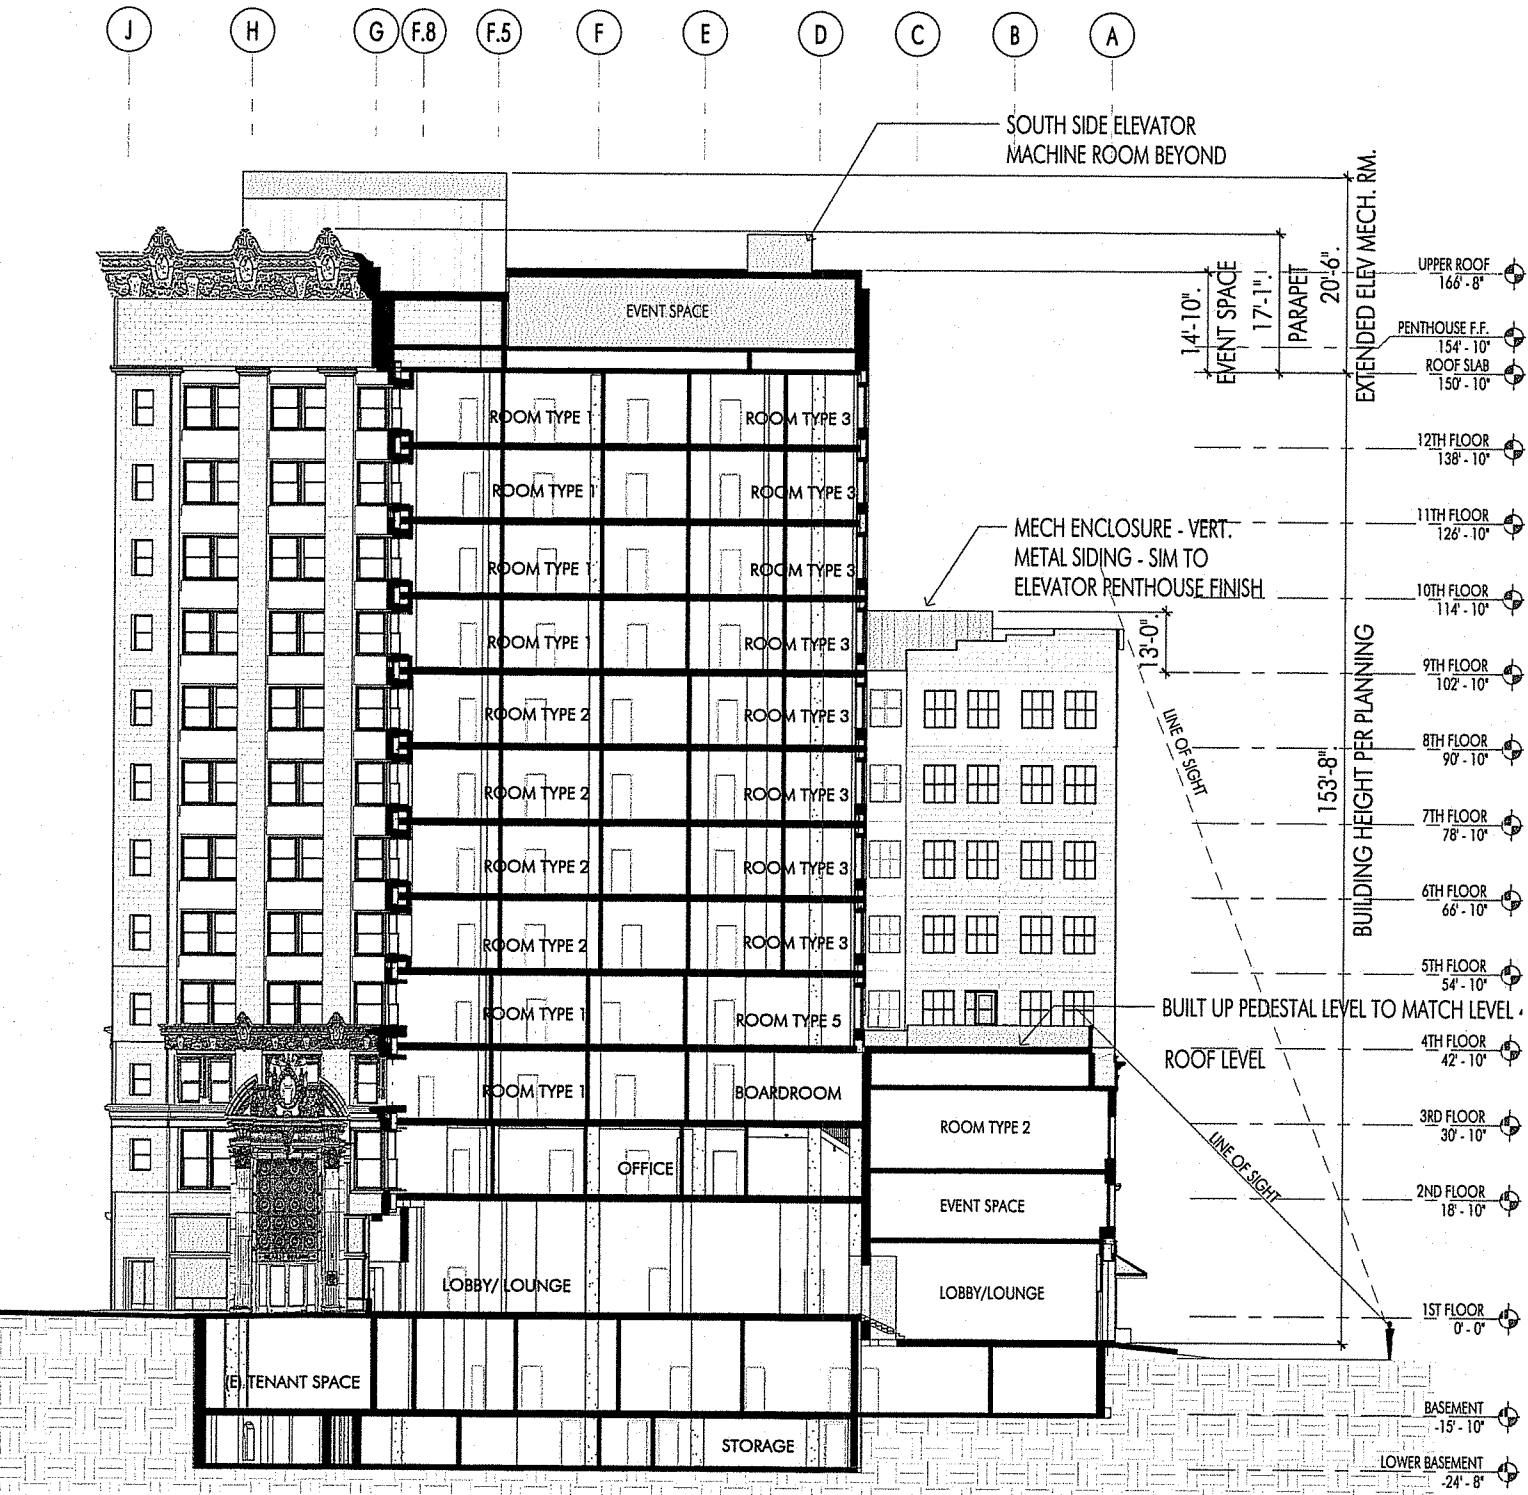 J H G F.8 F.5 F E D C B A
SOUTH SIDE ELEVATOR
MACHINE ROOM BEYOND
14'-10".
EVENT SPACE
17'-1".
PARAPET
20'-6".
EXTENDED ELEV MECH. RM.
UPPER ROOF
166' - 8"
PENTHOUSE F.F.
154' - 10"
ROOF SLAB
150' - 10"
EVENT SPACE
ROOM TYPE 1 ROOM TYPE 3
12TH FLOOR
138' - 10"
ROOM TYPE 1 ROOM TYPE 3
11TH FLOOR
126' - 10"
MECH ENCLOSURE - VERT.
METAL SIDING - SIM TO
ELEVATOR PENTHOUSE FINISH
ROOM TYPE 1 ROOM TYPE 3
10TH FLOOR
114' - 10"
13'-0".
ROOM TYPE 1 ROOM TYPE 3
9TH FLOOR
102' - 10"
ROOM TYPE 2 ROOM TYPE 3
LINE OF SIGHT
153'-8".
BUILDING HEIGHT PER PLANNING
8TH FLOOR
90' - 10"
ROOM TYPE 2 ROOM TYPE 3
7TH FLOOR
78' - 10"
ROOM TYPE 2 ROOM TYPE 3
6TH FLOOR
66' - 10"
ROOM TYPE 2 ROOM TYPE 3
5TH FLOOR
54' - 10"
BUILT UP PEDESTAL LEVEL TO MATCH LEVEL
ROOF LEVEL
ROOM TYPE 1 ROOM TYPE 5
4TH FLOOR
42' - 10"
ROOM TYPE 1 BOARDROOM
ROOM TYPE 2
3RD FLOOR
30' - 10"
LINE OF SIGHT
OFFICE
EVENT SPACE
2ND FLOOR
18' - 10"
LOBBY/ LOUNGE
LOBBY/LOUNGE
1ST FLOOR
0' - 0"
(E) TENANT SPACE
BASEMENT
-15' - 10"
STORAGE
LOWER BASEMENT
-24' - 8"